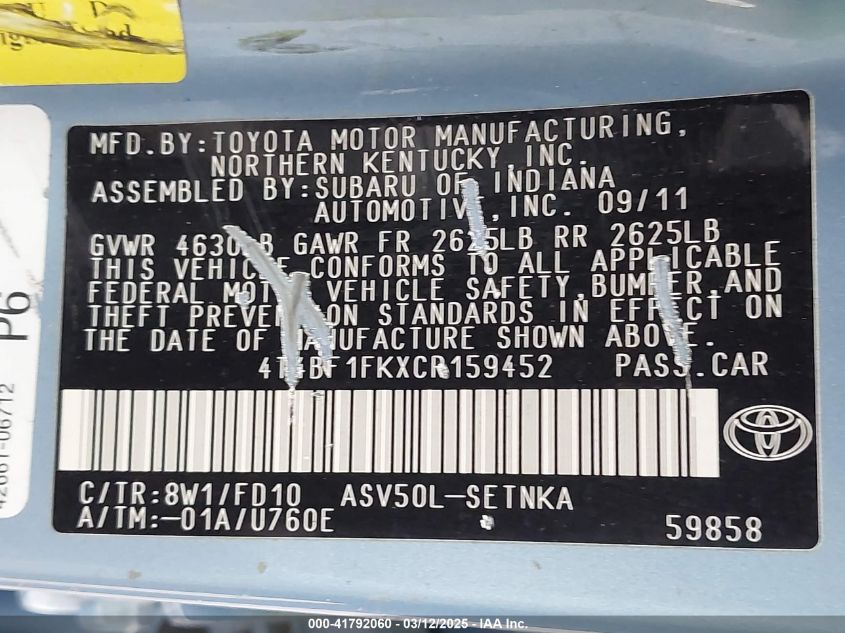 P6
42661-06712
MFD.BY:TOYOTA MOTOR MANUFACTURING,
NORTHERN KENTUCKY,INC.
ASSEMBLED BY:SUBARU OF INDIANA
AUTOMOTIVE,INC. 09/11
GVWR 4630LB GAWR FR 2625LB RR 2625LB
THIS VEHICLE CONFORMS TO ALL APPLICABLE
FEDERAL MOTOR VEHICLE SAFETY,BUMPER,AND
THEFT PREVENTION STANDARDS IN EFFECT ON
THE DATE OF MANUFACTURE SHOWN ABOVE.
4T4BF1FKXCR159452 PASS.CAR
C/TR:8W1/FD10 ASV50L-SETNKA
A/TM:-01A/U760E 59858
000-41792060 - 03/12/2025 - IAA, Inc.